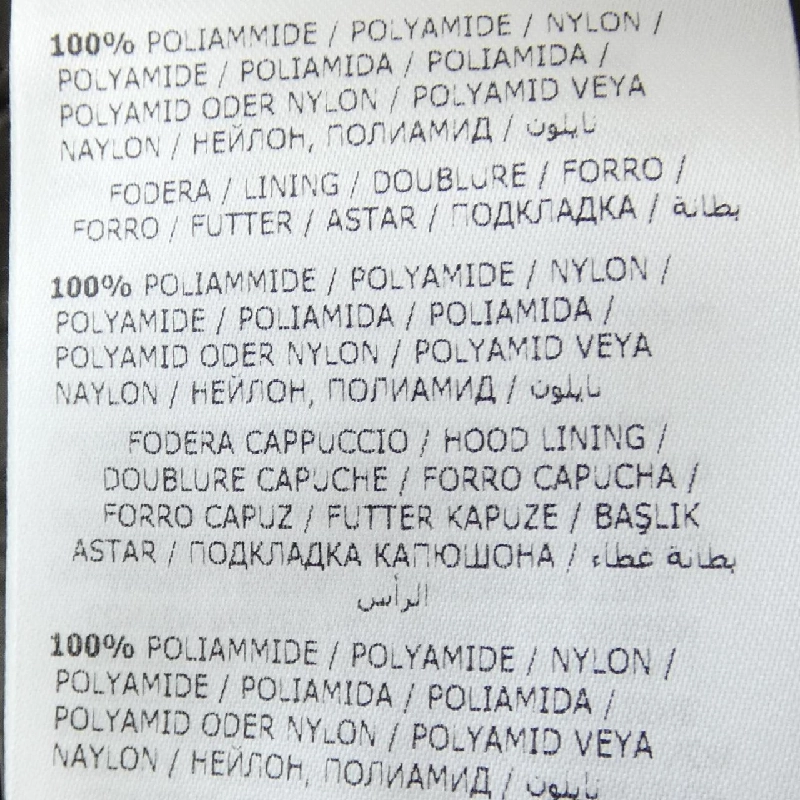 100% POLIAMMIDE / POLYAMIDE / NYLON /
POLYAMIDE / POLIAMIDA / POLIAMIDA /
POLYAMID ODER NYLON / POLYAMID VEYA
NAYLON / НЕЙЛОН, ПОЛИАМИД / نايلون
FODERA / LINING / DOUBLURE / FORRO /
FORRO / FUTTER / ASTAR / ПОДКЛАДКА / بطانة
100% POLIAMMIDE / POLYAMIDE / NYLON /
POLYAMIDE / POLIAMIDA / POLIAMIDA /
POLYAMID ODER NYLON / POLYAMID VEYA
NAYLON / НЕЙЛОН, ПОЛИАМИД / نايلون
FODERA CAPPUCCIO / HOOD LINING /
DOUBLURE CAPUCHE / FORRO CAPUCHA /
FORRO CAPUZ / FUTTER KAPUZE / BAŞLIK
ASTAR / ПОДКЛАДКА КАПЮШОНА / بطانة غطاء
الرأس
100% POLIAMMIDE / POLYAMIDE / NYLON /
POLYAMIDE / POLIAMIDA / POLIAMIDA /
POLYAMID ODER NYLON / POLYAMID VEYA
NAYLON / НЕЙЛОН, ПОЛИАМИД / نايلون